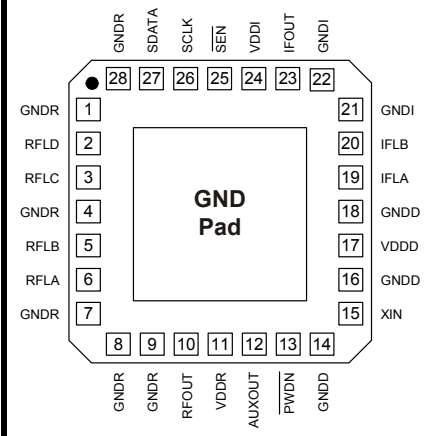 GNDR SDATA SCLK SEN VDDI IFOUT GNDI
28 27 26 25 24 23 22
GNDR 1 21 GNDI
RFLD 2 20 IFLB
RFLC 3 19 IFLA
GND
Pad
GNDR 4 18 GNDD
RFLB 5 17 VDDD
RFLA 6 16 GNDD
GNDR 7 15 XIN
8 9 10 11 12 13 14
GNDR GNDR RFOUT VDDR AUXOUT PWDN GNDD